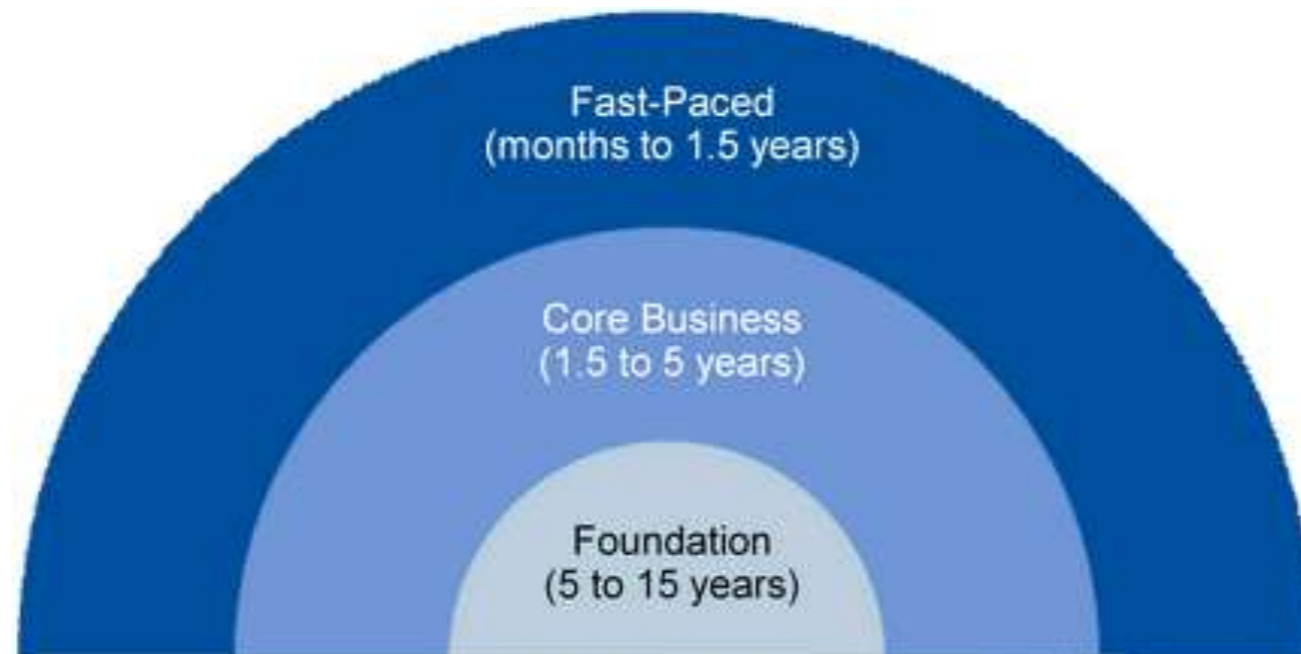 Fast-Paced
(months to 1.5 years)
Core Business
(1.5 to 5 years)
Foundation
(5 to 15 years)